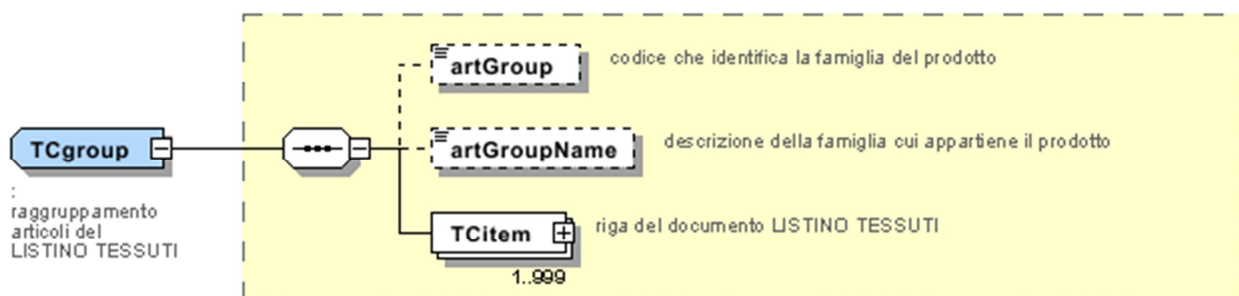 artGroup
codice che identifica la famiglia del prodotto
TCgroup
artGroupName
descrizione della famiglia cui appartiene il prodotto
:
raggruppamento
articoli del
LISTINO TESSUTI
TCitem
riga del documento LISTINO TESSUTI
1..999